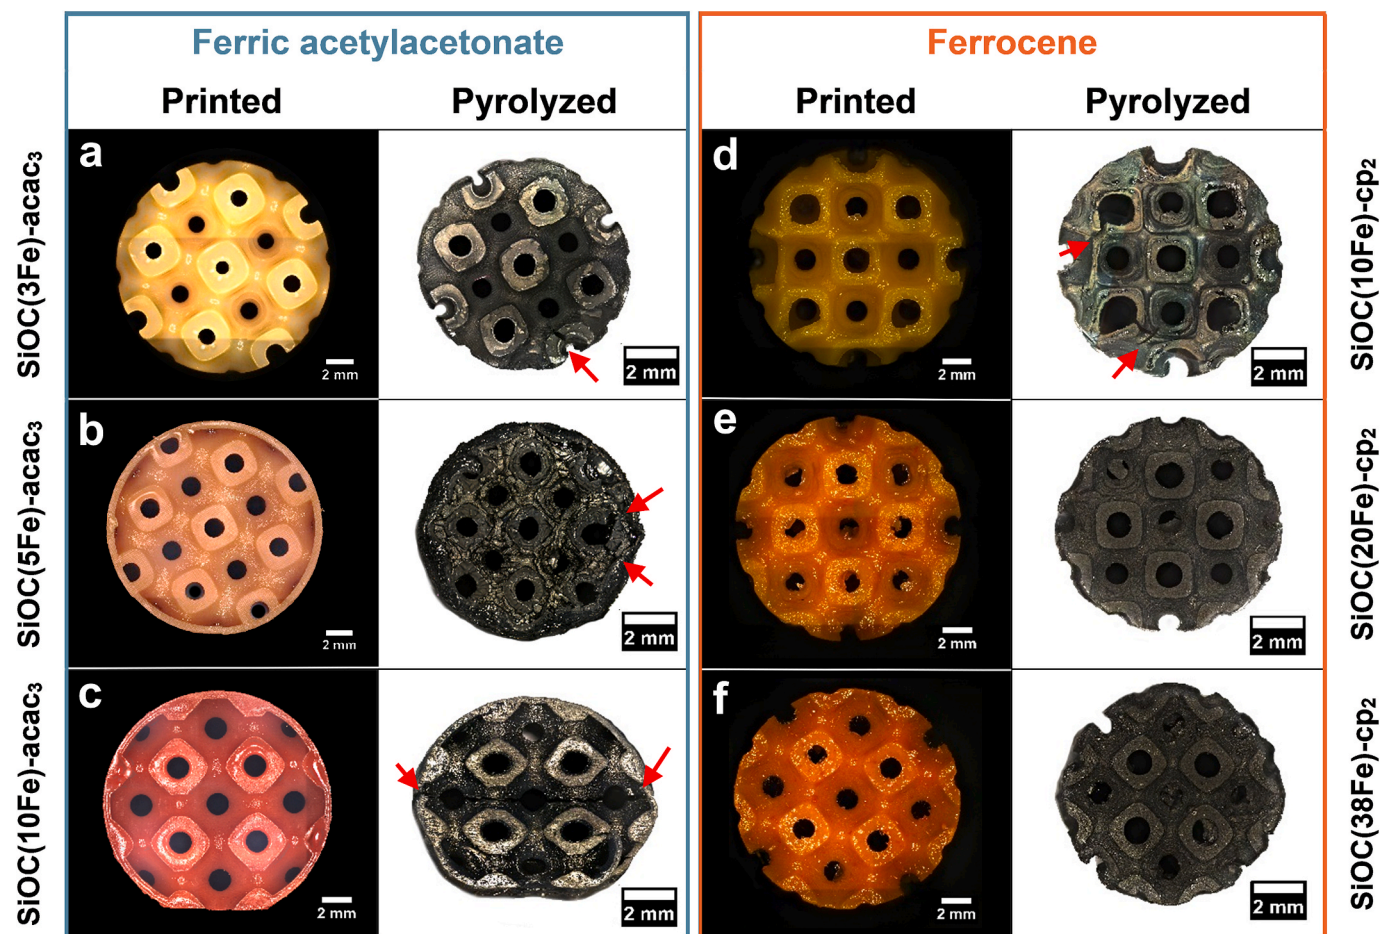 Ferric acetylacetonate
Ferrocene
Printed
Pyrolyzed
Printed
Pyrolyzed
SiOC(3Fe)-acac₃
a
2 mm
2 mm
d
2 mm
2 mm
SiOC(10Fe)-cp₂
SiOC(5Fe)-acac₃
b
2 mm
2 mm
e
2 mm
2 mm
SiOC(20Fe)-cp₂
SiOC(10Fe)-acac₃
c
2 mm
2 mm
f
2 mm
2 mm
SiOC(38Fe)-cp₂